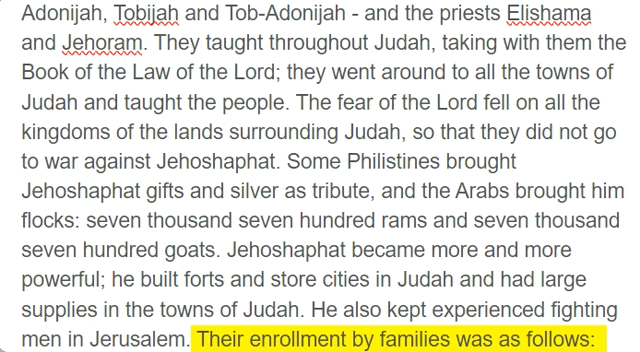 Adonijah, Tobijah and Tob-Adonijah - and the priests Elishama
and Jehoram. They taught throughout Judah, taking with them the
Book of the Law of the Lord; they went around to all the towns of
Judah and taught the people. The fear of the Lord fell on all the
kingdoms of the lands surrounding Judah, so that they did not go
to war against Jehoshaphat. Some Philistines brought
Jehoshaphat gifts and silver as tribute, and the Arabs brought him
flocks: seven thousand seven hundred rams and seven thousand
seven hundred goats. Jehoshaphat became more and more
powerful; he built forts and store cities in Judah and had large
supplies in the towns of Judah. He also kept experienced fighting
men in Jerusalem. Their enrollment by families was as follows: